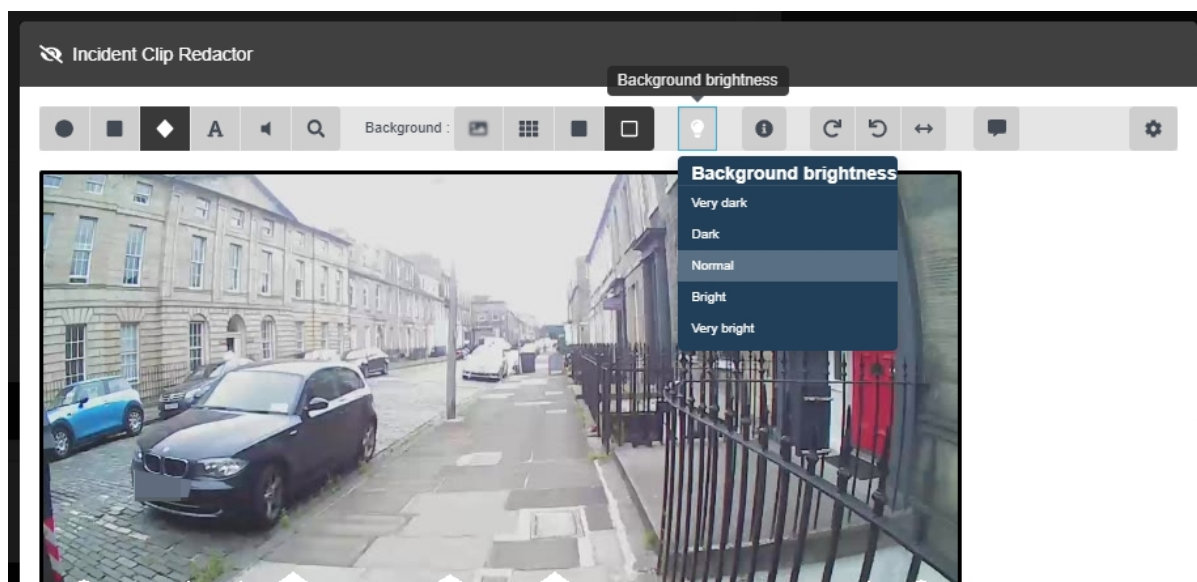 Incident Clip Redactor
Background brightness
A
Background :
Background brightness
Very dark
Dark
Normal
Bright
Very bright